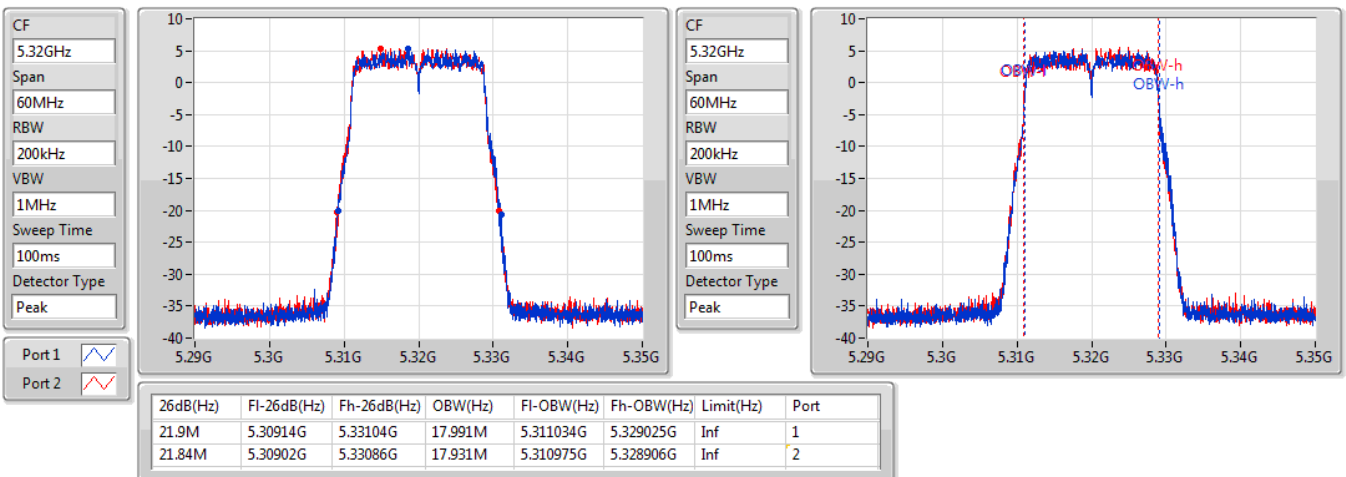 CF
5.32GHz
Span
60MHz
RBW
200kHz
VBW
1MHz
Sweep Time
100ms
Detector Type
Peak
Port 1
Port 2
10
5
0
-5
-10
-15
-20
-25
-30
-35
-40
5.29G 5.3G 5.31G 5.32G 5.33G 5.34G 5.35G
CF
5.32GHz
Span
60MHz
RBW
200kHz
VBW
1MHz
Sweep Time
100ms
Detector Type
Peak
10
5
0
-5
-10
-15
-20
-25
-30
-35
-40
OBW-h
5.29G 5.3G 5.31G 5.32G 5.33G 5.34G 5.35G
26dB(Hz) Fl-26dB(Hz) Fh-26dB(Hz) OBW(Hz) Fl-OBW(Hz) Fh-OBW(Hz) Limit(Hz) Port
21.9M 5.30914G 5.33104G 17.991M 5.311034G 5.329025G Inf 1
21.84M 5.30902G 5.33086G 17.931M 5.310975G 5.328906G Inf 2